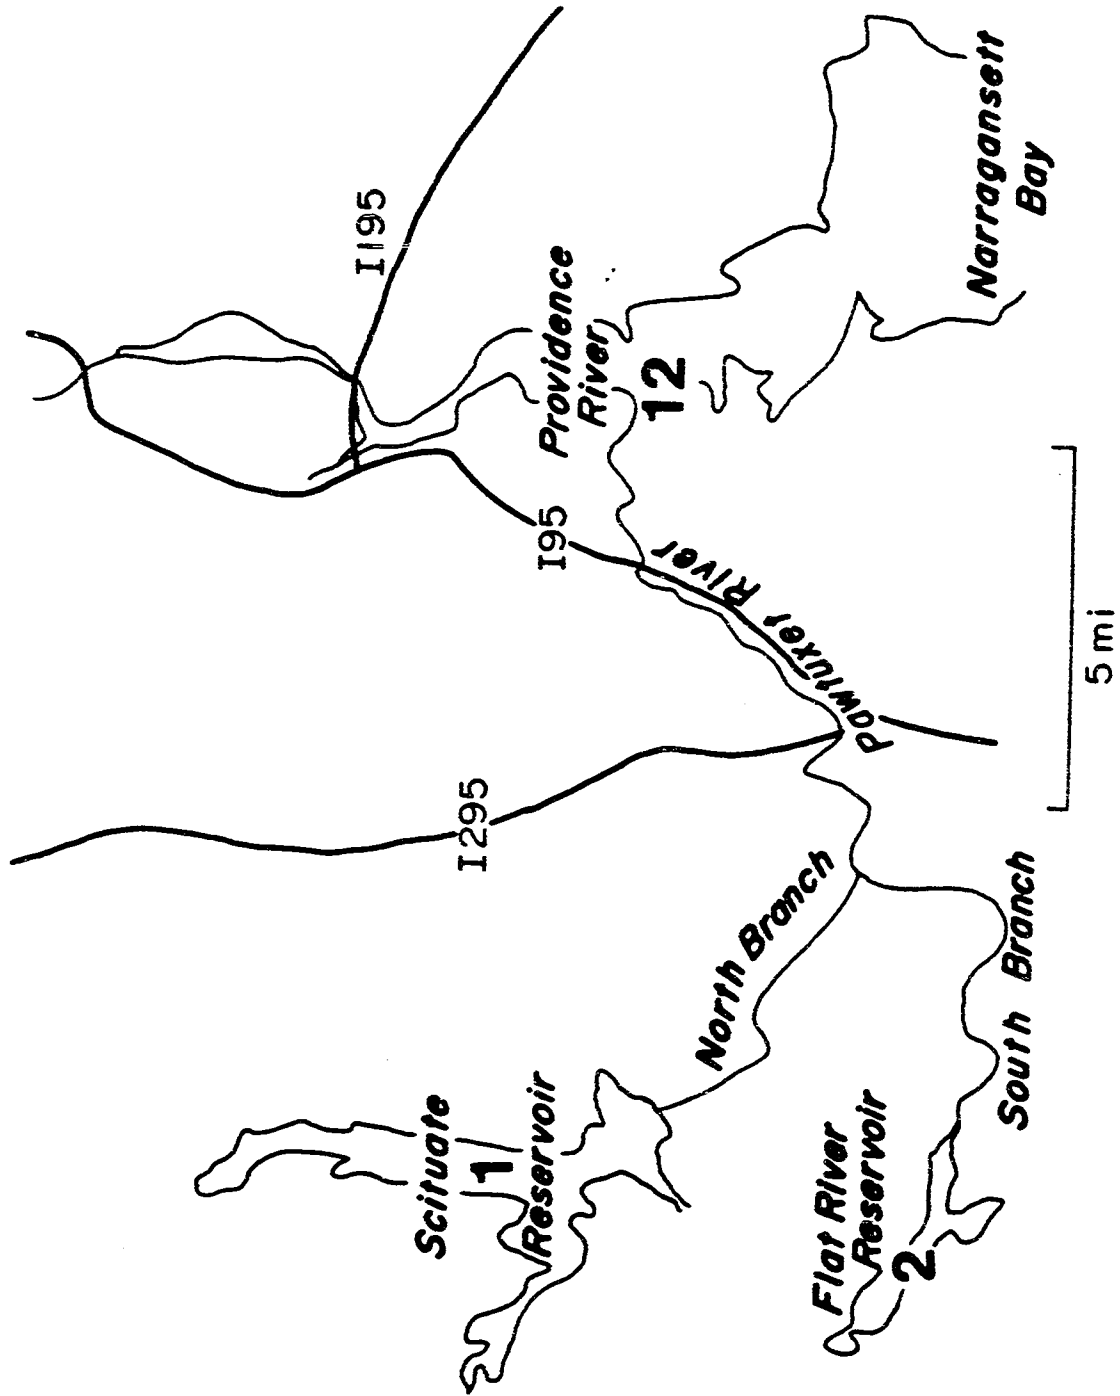 Scituate
1
Reservoir
Flat River
Reservoir
2
North Branch
South Branch
I295
Pawtuxet River
I95
I195
Providence
River
12
Narragansett
Bay
5 mi